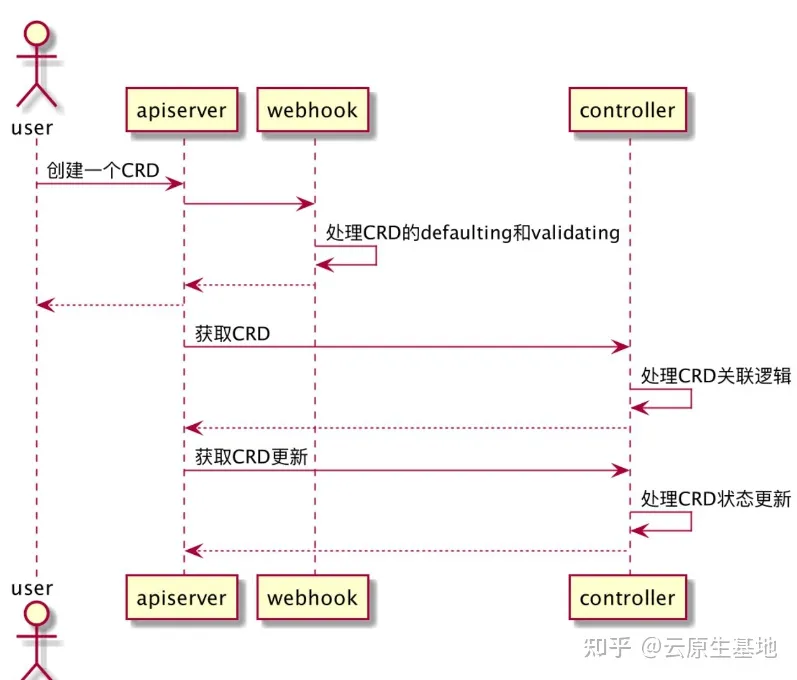 user
apiserver
webhook
controller
创建一个CRD
处理CRD的defaulting和validating
获取CRD
处理CRD关联逻辑
获取CRD更新
处理CRD状态更新
user
apiserver
webhook
controller
知乎 @云原生基地